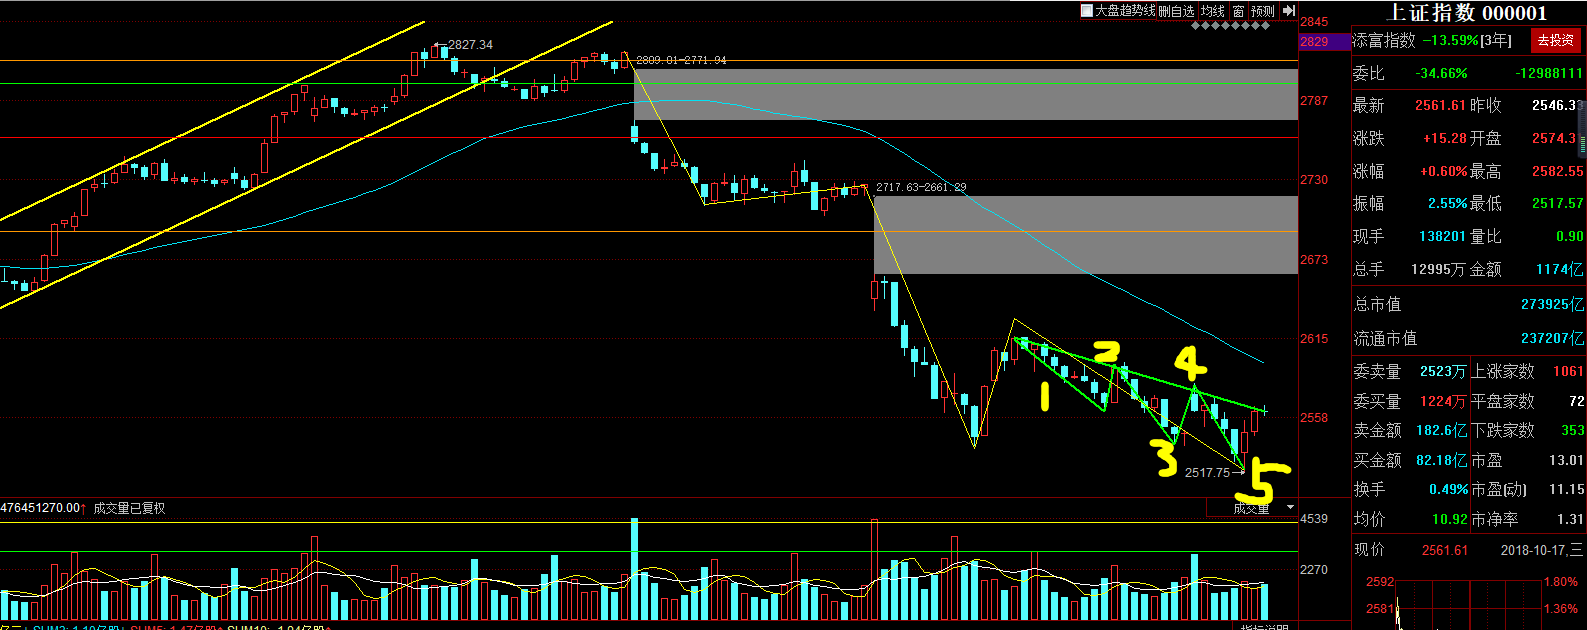 大盘趋势线 删自选 均线 窗 预测
2827.34
2809.01-2771.94
2717.63-2661.29
1
3
4
3
2517.75
5
2845
2829
2787
2730
2673
2615
2558
476451270.00↑ 成交量已复权
成交量
4539
2270
上证指数 000001
添富指数 -13.59%[3年] 去投资
委比 -34.66% -12988111
最新 2561.61 昨收 2546.33
涨跌 +15.28 开盘 2574.3
涨幅 +0.60% 最高 2582.55
振幅 2.55% 最低 2517.57
现手 138201 量比 0.90
总手 12995万 金额 1174亿
总市值 273925亿
流通市值 237207亿
委卖量 2523万 上涨家数 1061
委买量 1224万 平盘家数 72
卖金额 182.6亿 下跌家数 353
买金额 82.18亿 市盈 13.01
换手 0.49% 市盈(动) 11.15
均价 10.92 市净率 1.31
现价 2561.61 2018-10-17,三
2592 1.80%
2581 1.36%